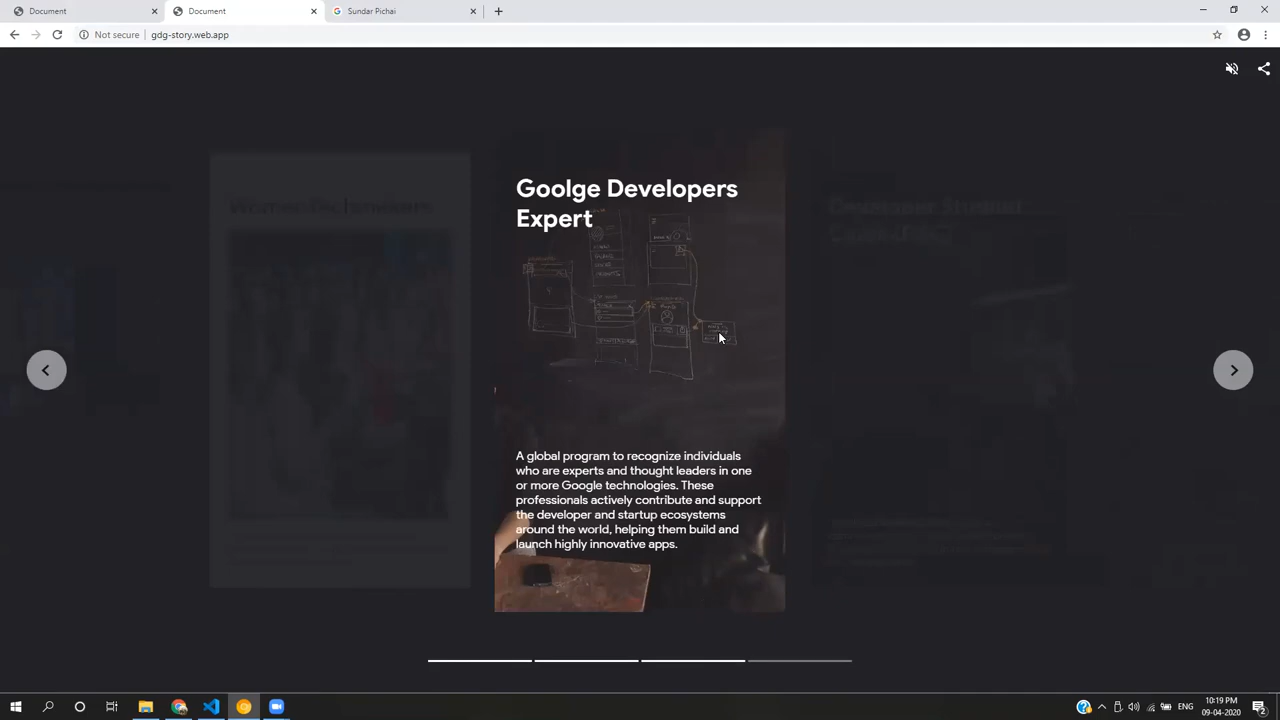 Document
Document
Sundar Pichai
Not secure
gdg-story.web.app
Goolge Developers
Expert
A global program to recognize individuals
who are experts and thought leaders in one
or more Google technologies. These
professionals actively contribute and support
the developer and startup ecosystems
around the world, helping them build and
launch highly innovative apps.
ENG
10:19 PM
09-04-2020
2